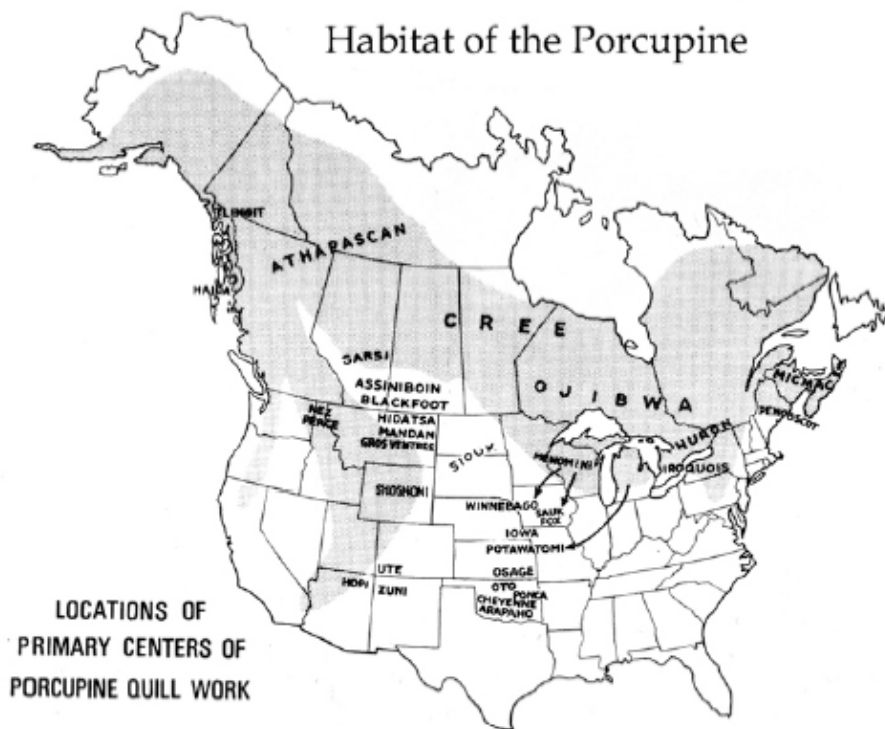 Habitat of the Porcupine
TLINGIT
ATHAPASCAN
HAIDA
CREE
SARSI
ASSINIBOIN
BLACKFOOT
OJIBWA
MICMAC
PENOBSCOT
NEZ
PERCE
HIDATSA
MANDAN
GROS VENTRES
SIOUX
HURON
MENOMINI
IROQUOIS
SHOSHONI
WINNEBAGO
SAUK
FOX
IOWA
POTAWATOMI
UTE
OSAGE
HOPI
ZUNI
OTO
PONCA
CHEYENNE
ARAPAHO
LOCATIONS OF
PRIMARY CENTERS OF
PORCUPINE QUILL WORK